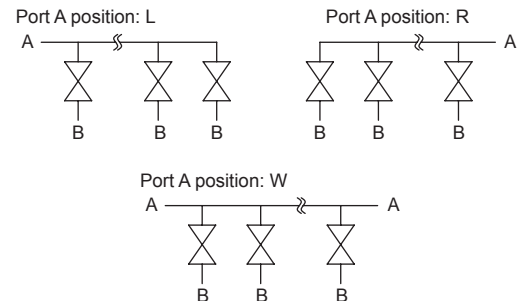 Port A position: L
A
B B B
Port A position: R
A
B B B
Port A position: W
A A
B B B